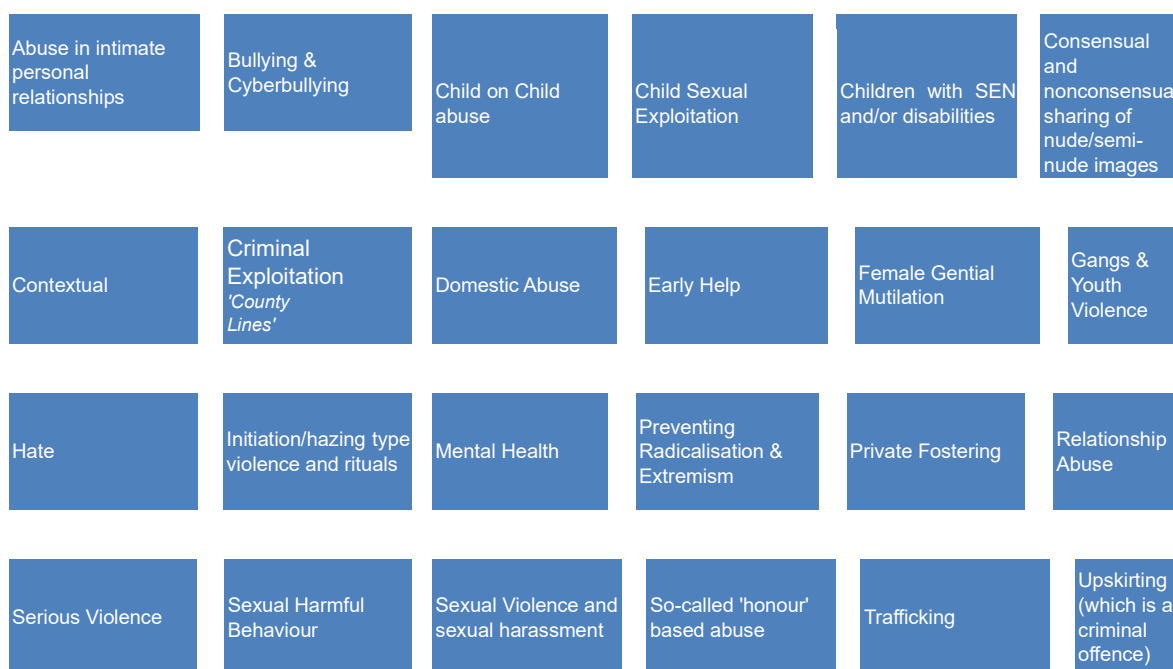 Abuse in intimate
personal
relationships
Bullying &
Cyberbullying
Child on Child
abuse
Child Sexual
Exploitation
Children with SEN
and/or disabilities
Consensual
and
nonconsensua
sharing of
nude/semi-
nude images
Contextual
Criminal
Exploitation
'County
Lines'
Domestic Abuse
Early Help
Female Gential
Mutilation
Gangs &
Youth
Violence
Hate
Initiation/hazing type
violence and rituals
Mental Health
Preventing
Radicalisation &
Extremism
Private Fostering
Relationship
Abuse
Serious Violence
Sexual Harmful
Behaviour
Sexual Violence and
sexual harassment
So-called 'honour'
based abuse
Trafficking
Upskirting
(which is a
criminal
offence)